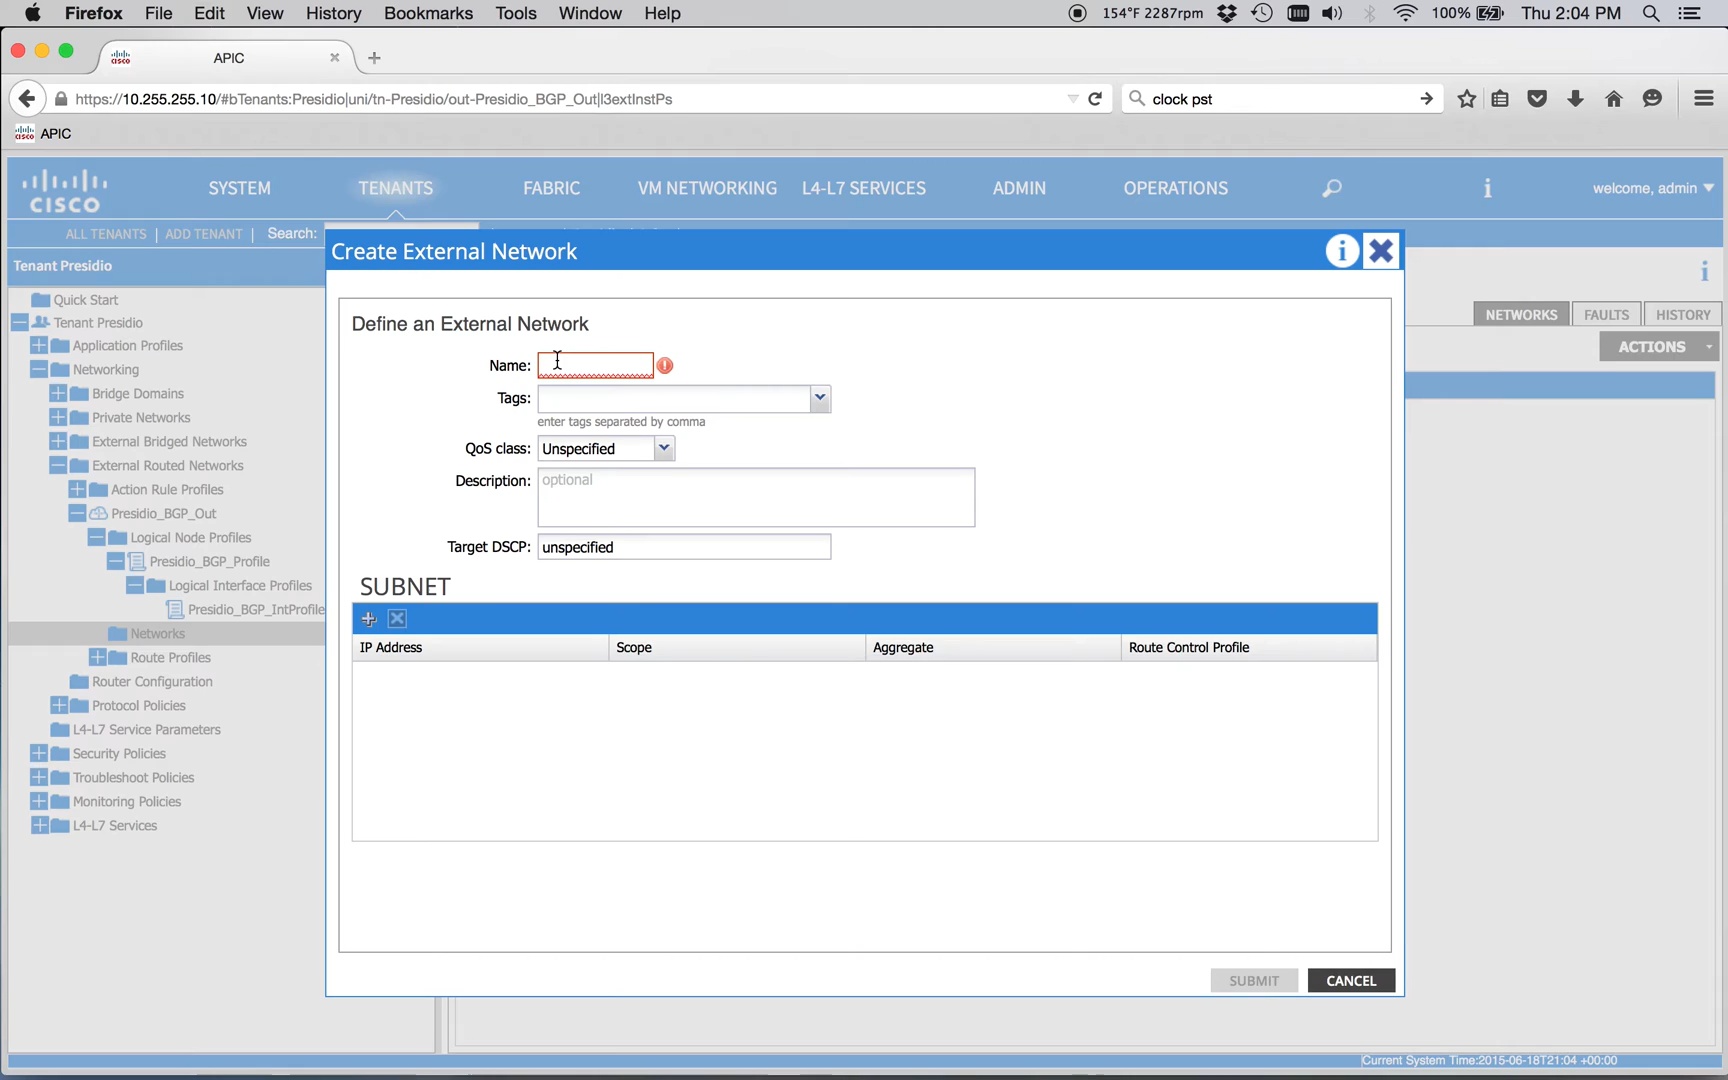 Firefox File Edit View History Bookmarks Tools Window Help 154°F 2287rpm 100% Thu 2:04 PM
APIC
https://10.255.255.10/#bTenants:Presidio|uni/tn-Presidio/out-Presidio_BGP_Out|l3extInstPs clock pst
cisco APIC
CISCO SYSTEM TENANTS FABRIC VM NETWORKING L4-L7 SERVICES ADMIN OPERATIONS i welcome, admin
ALL TENANTS | ADD TENANT | Search:
Create External Network i
Tenant Presidio i
Quick Start
Tenant Presidio
Application Profiles
Networking
Bridge Domains
Private Networks
External Bridged Networks
External Routed Networks
Action Rule Profiles
Presidio_BGP_Out
Logical Node Profiles
Presidio_BGP_Profile
Logical Interface Profiles
Presidio_BGP_IntProfile
Networks
Route Profiles
Router Configuration
Protocol Policies
L4-L7 Service Parameters
Security Policies
Troubleshoot Policies
Monitoring Policies
L4-L7 Services
NETWORKS FAULTS HISTORY
ACTIONS
Define an External Network
Name:
Tags:
enter tags separated by comma
QoS class: Unspecified
Description: optional
Target DSCP: unspecified
SUBNET
IP Address Scope Aggregate Route Control Profile
SUBMIT CANCEL
Current System Time:2015-06-18T21:04 +00:00